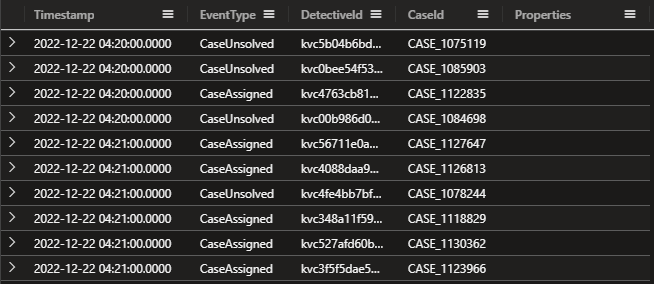 Timestamp EventType DetectiveId CaseId Properties
2022-12-22 04:20:00.0000 CaseUnsolved kvc5b04b6bd... CASE_1075119
2022-12-22 04:20:00.0000 CaseUnsolved kvc0bee54f53... CASE_1085903
2022-12-22 04:20:00.0000 CaseAssigned kvc4763cb81... CASE_1122835
2022-12-22 04:20:00.0000 CaseUnsolved kvc00b986d0... CASE_1084698
2022-12-22 04:21:00.0000 CaseAssigned kvc56711e0a... CASE_1127647
2022-12-22 04:21:00.0000 CaseAssigned kvc4088daa9... CASE_1126813
2022-12-22 04:21:00.0000 CaseUnsolved kvc4fe4bb7bf... CASE_1078244
2022-12-22 04:21:00.0000 CaseAssigned kvc348a11f59... CASE_1118829
2022-12-22 04:21:00.0000 CaseAssigned kvc527afd60b... CASE_1130362
2022-12-22 04:21:00.0000 CaseAssigned kvc3f5f5dae5... CASE_1123966